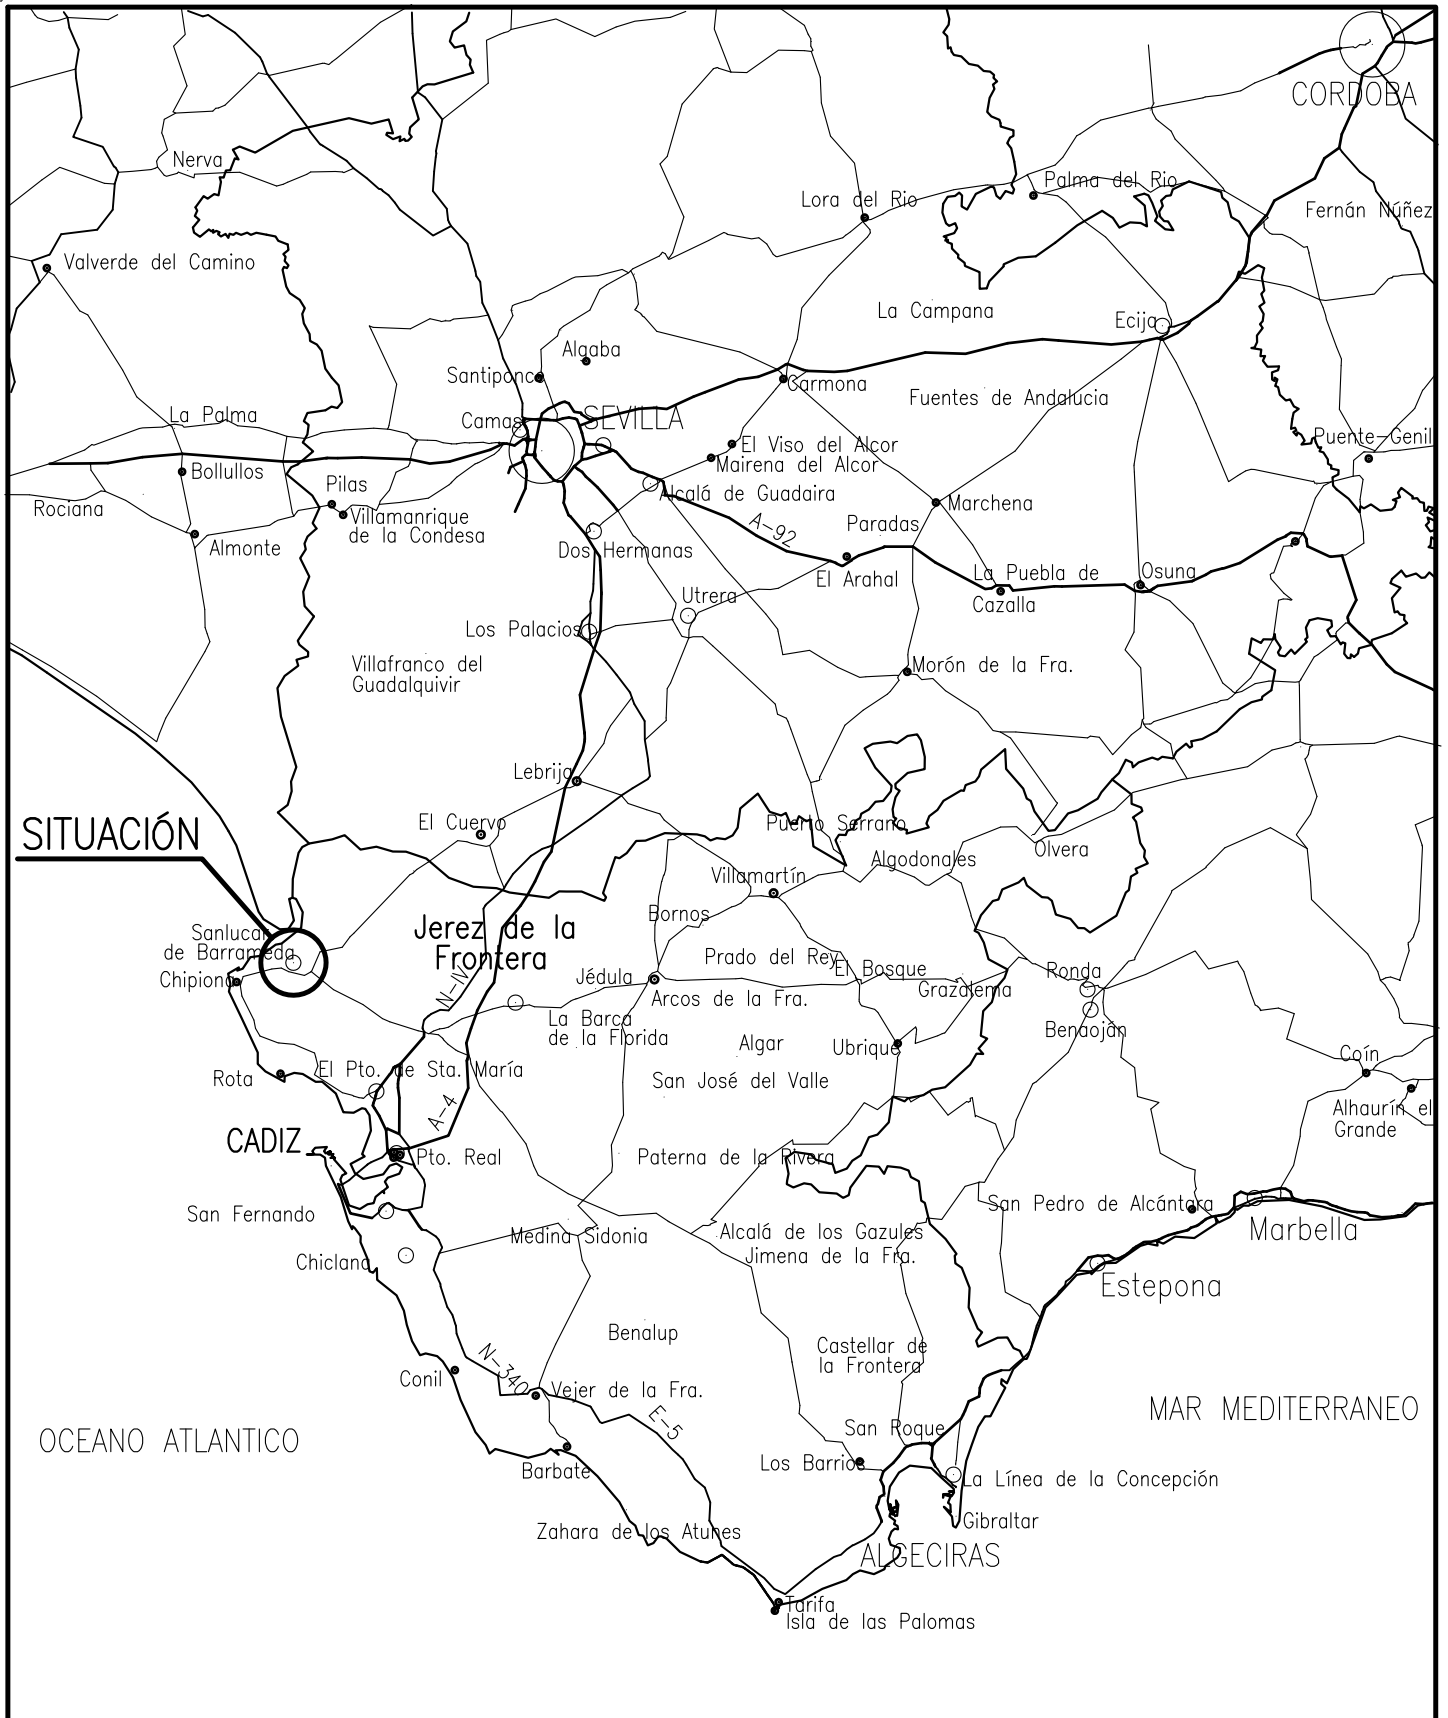 CORDOBA
Nerva
Palma del Rio
Lora del Rio
Fernán Núñez
Valverde del Camino
La Campana
Ecija
Algaba
Santiponce
Carmona
Fuentes de Andalucia
La Palma
Camas
SEVILLA
Puente-Genil
El Viso del Alcor
Mairena del Alcor
Bollullos
Pilas
Alcalá de Guadaira
Rociana
Villamanrique
de la Condesa
Marchena
Paradas
A-92
Almonte
Dos Hermanas
El Arahal
La Puebla de
Cazalla
Osuna
Utrera
Los Palacios
Villafranco del
Guadalquivir
Morón de la Fra.
Lebrija
SITUACIÓN
El Cuervo
Puerto Serrano
Olvera
Algodonales
Villamartín
Bornos
Jerez de la
Frontera
Sanlucar
de Barrameda
Chipiona
Prado del Rey
El Bosque
Grazalema
Ronda
Jédula
N-IV
Arcos de la Fra.
La Barca
de la Florida
Benaoján
Algar
Ubrique
Coín
El Pto. de Sta. María
Rota
San José del Valle
A-4
Alhaurín el
Grande
CADIZ
Pto. Real
Paterna de la Rivera
San Fernando
San Pedro de Alcántara
Medina Sidonia
Alcalá de los Gazules
Jimena de la Fra.
Marbella
Chiclana
Estepona
Benalup
Castellar de
la Frontera
N-340
Conil
Vejer de la Fra.
E-5
MAR MEDITERRANEO
San Roque
OCEANO ATLANTICO
Los Barrios
Barbate
La Línea de la Concepción
Gibraltar
Zahara de los Atunes
ALGECIRAS
Tarifa
Isla de las Palomas